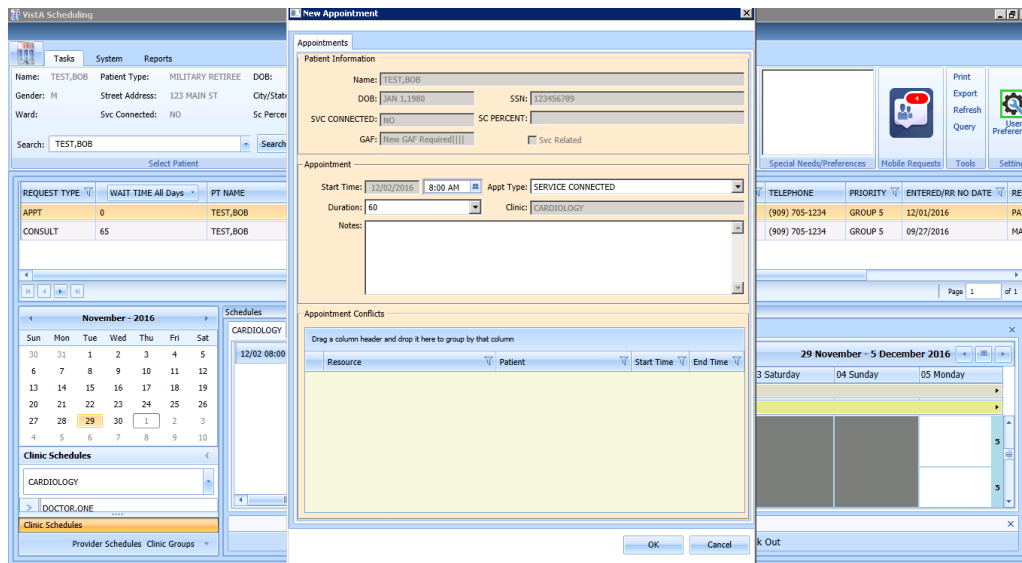 VistA Scheduling
New Appointment
Tasks System Reports
Appointments
Name: TEST,BOB Patient Type: MILITARY RETIREE DOB:
Gender: M Street Address: 123 MAIN ST City/State
Ward: Svc Connected: NO Sc Percen
Search: TEST,BOB Search
Select Patient
Patient Information
Name: TEST,BOB
DOB: JAN 1,1980 SSN: 123456789
SVC CONNECTED: NO SC PERCENT:
GAF: New GAF Required|||| Svc Related
Appointment
Start Time: 12/02/2016 8:00 AM Appt Type: SERVICE CONNECTED
Duration: 60 Clinic: CARDIOLOGY
Notes:
Appointment Conflicts
Drag a column header and drop it here to group by that column
Resource Patient Start Time End Time
OK Cancel
Print
Export
Refresh
Query
User
Preferen
Special Needs/Preferences Mobile Requests Tools Settin
REQUEST TYPE WAIT TIME All Days PT NAME TELEPHONE PRIORITY ENTERED/RR NO DATE RE
APPT 0 TEST,BOB (909) 705-1234 GROUP 5 12/01/2016 PA
CONSULT 65 TEST,BOB (909) 705-1234 GROUP 5 09/27/2016 MA
Page 1 of 1
November - 2016
Sun Mon Tue Wed Thu Fri Sat
30 31 1 2 3 4 5
6 7 8 9 10 11 12
13 14 15 16 17 18 19
20 21 22 23 24 25 26
27 28 29 30 1 2 3
4 5 6 7 8 9 10
Clinic Schedules
CARDIOLOGY
DOCTOR.ONE
Clinic Schedules
Provider Schedules Clinic Groups
Schedules
CARDIOLOGY
12/02 08:00
29 November - 5 December 2016
3 Saturday 04 Sunday 05 Monday
5
5
k Out